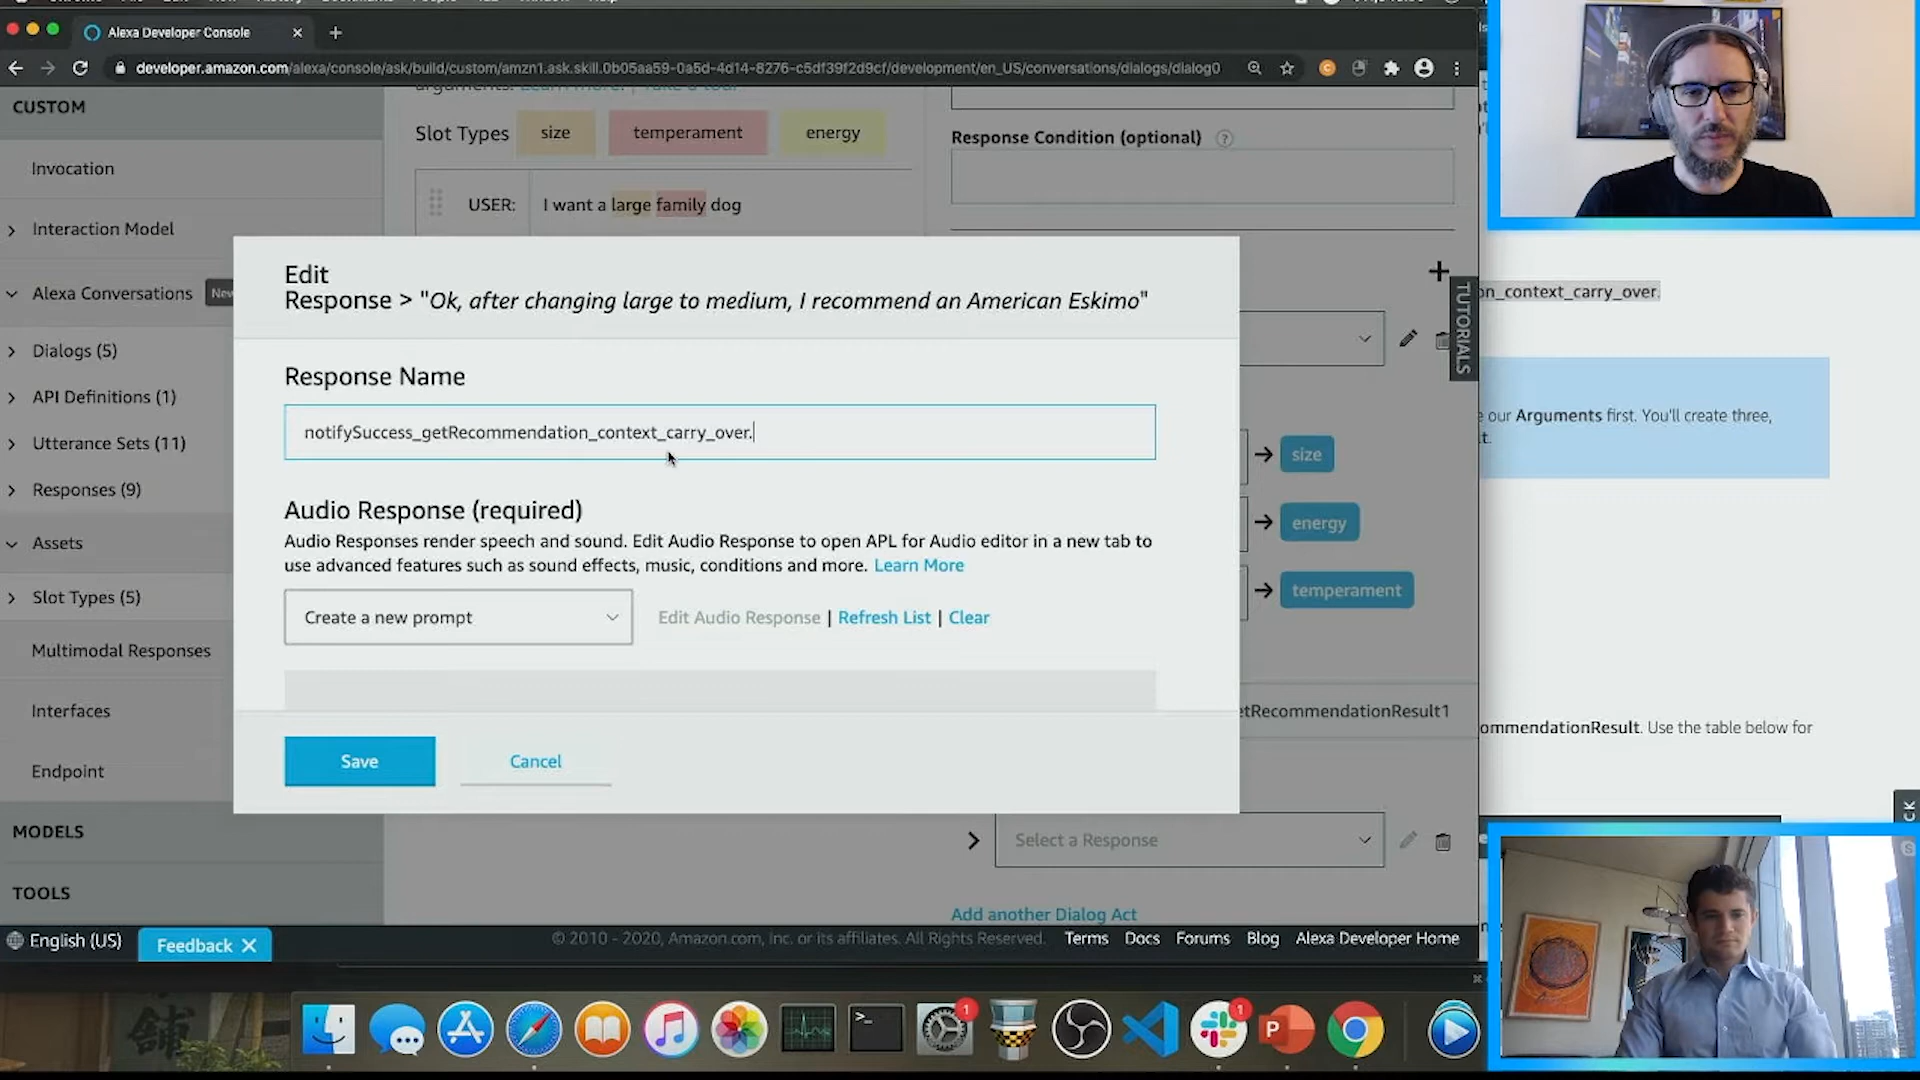 Alexa Developer Console
developer.amazon.com/alexa/console/ask/build/custom/amzn1.ask.skill.0b05aa59-0a5d-4d14-8276-c5df39f2d9cf/development/en_US/conversations/dialogs/dialog0
CUSTOM
Invocation
Interaction Model
Alexa Conversations
New
Dialogs (5)
API Definitions (1)
Utterance Sets (11)
Responses (9)
Assets
Slot Types (5)
Multimodal Responses
Interfaces
Endpoint
MODELS
TOOLS
English (US)
Feedback
Slot Types size temperament energy
USER: I want a large family dog
Response Condition (optional) ?
Edit
Response > "Ok, after changing large to medium, I recommend an American Eskimo"
Response Name
notifySuccess_getRecommendation_context_carry_over.
Audio Response (required)
Audio Responses render speech and sound. Edit Audio Response to open APL for Audio editor in a new tab to
use advanced features such as sound effects, music, conditions and more. Learn More
Create a new prompt
Edit Audio Response | Refresh List | Clear
Save Cancel
TUTORIALS
size
energy
temperament
etRecommendationResult1
Select a Response
Add another Dialog Act
© 2010 - 2020, Amazon.com, Inc. or its affiliates. All Rights Reserved. Terms Docs Forums Blog Alexa Developer Home
on_context_carry_over.
our Arguments first. You'll create three,
ommendationResult. Use the table below for